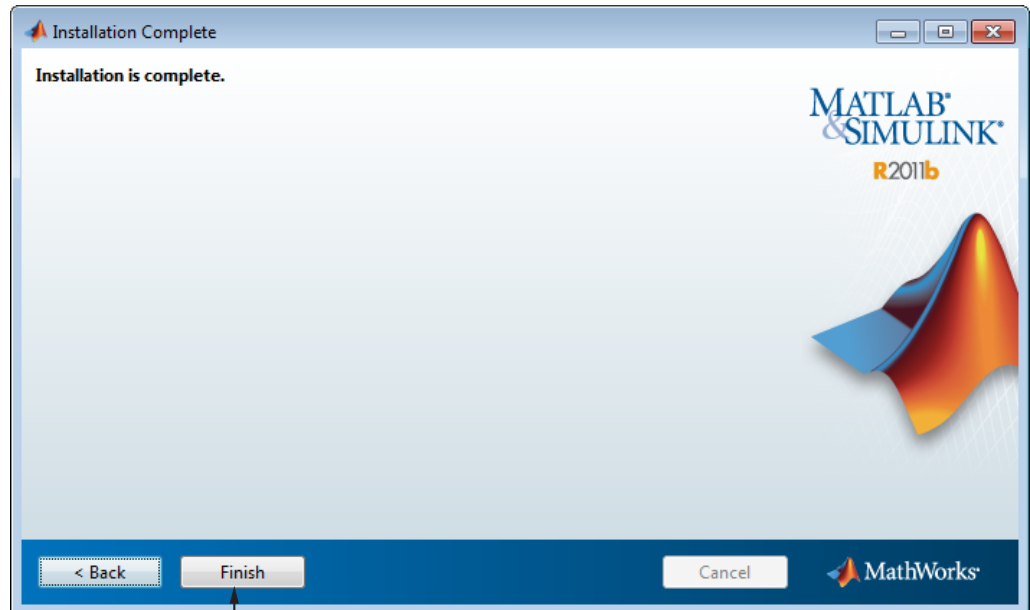 Installation Complete
Installation is complete.
MATLAB®
&SIMULINK®
R2011b
< Back
Finish
Cancel
MathWorks®